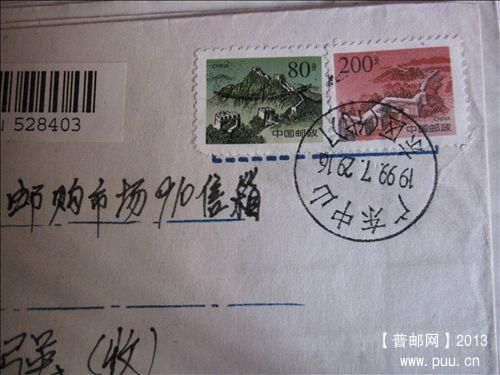 CHINA 80分
中国邮政
200分
CHINA
中国邮政
528403
1999.7.29.16
广东中山
邮购市场910信箱
(收)
【普邮网】2013
www.puu.cn